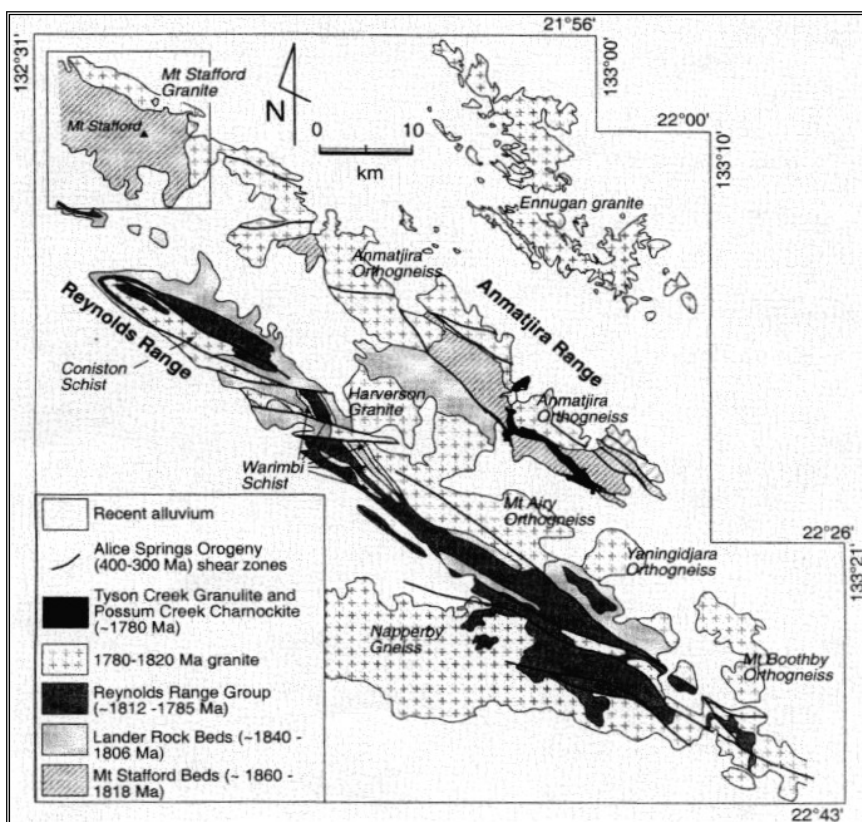 21°56'
132°31'
133°00'
Mt Stafford
Granite
Mt Stafford
N
0 10
km
22°00'
133°10'
Ennugan granite
Anmatjira
Orthogneiss
Anmatjira Range
Reynolds Range
Coniston
Schist
Harverson
Granite
Anmatjira
Orthogneiss
Warimbi
Schist
Mt Airy
Orthogneiss
22°26'
133°21'
Yaningidjara
Orthogneiss
Napperby
Gneiss
Mt Boothby
Orthogneiss
Recent alluvium
Alice Springs Orogeny
(400-300 Ma) shear zones
Tyson Creek Granulite and
Possum Creek Charnockite
(~1780 Ma)
1780-1820 Ma granite
Reynolds Range Group
(~1812 -1785 Ma)
Lander Rock Beds (~1840 -
1806 Ma)
Mt Stafford Beds (~ 1860 -
1818 Ma)
22°43'